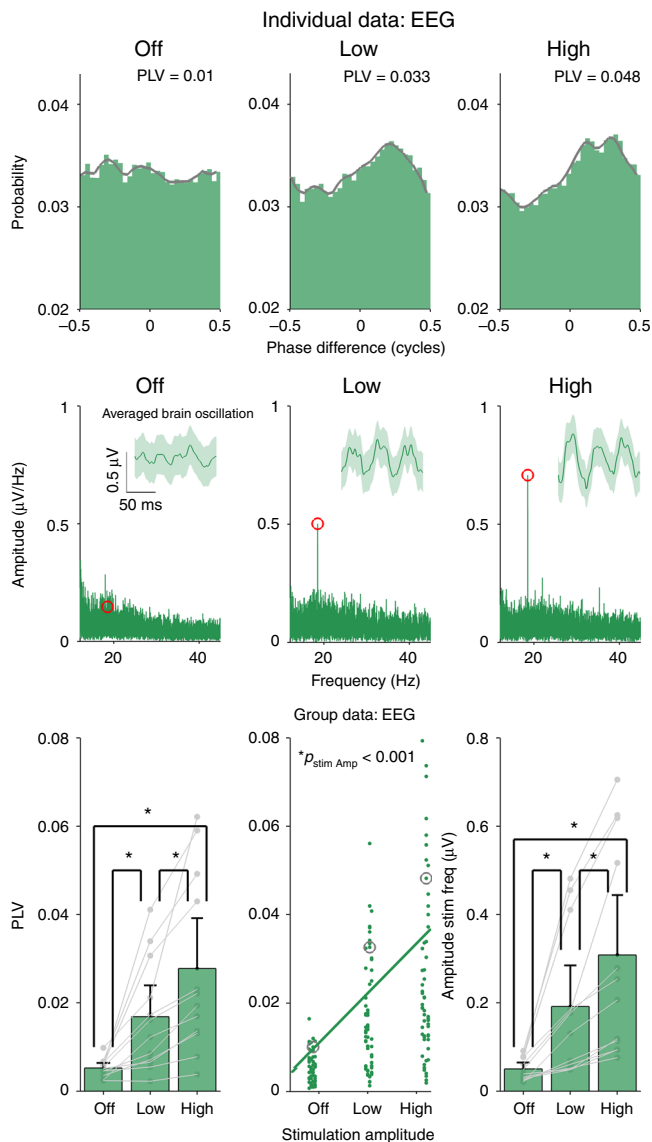 Individual data: EEG
Off Low High
PLV = 0.01 PLV = 0.033 PLV = 0.048
Probability
0.04 0.04 0.04
0.03 0.03 0.03
0.02 0.02 0.02
–0.5 0 0.5 0 0.5 –0.5 0 0.5
Phase difference (cycles)
Off Low High
Amplitude (μV/Hz)
1 1 1
Averaged brain oscillation
0.5 μV
50 ms
0.5 0.5 0.5
0 0 0
20 40 20 40 20 40
Frequency (Hz)
Group data: EEG
PLV
0.08 0.08 0.8
*pstim Amp < 0.001
0.06 0.06 0.6
* * *
* * *
0.04 0.04 0.4
0.02 0.02 0.2
0 0 0
Amplitude stim freq (μV)
Off Low High Off Low High Off Low High
Stimulation amplitude